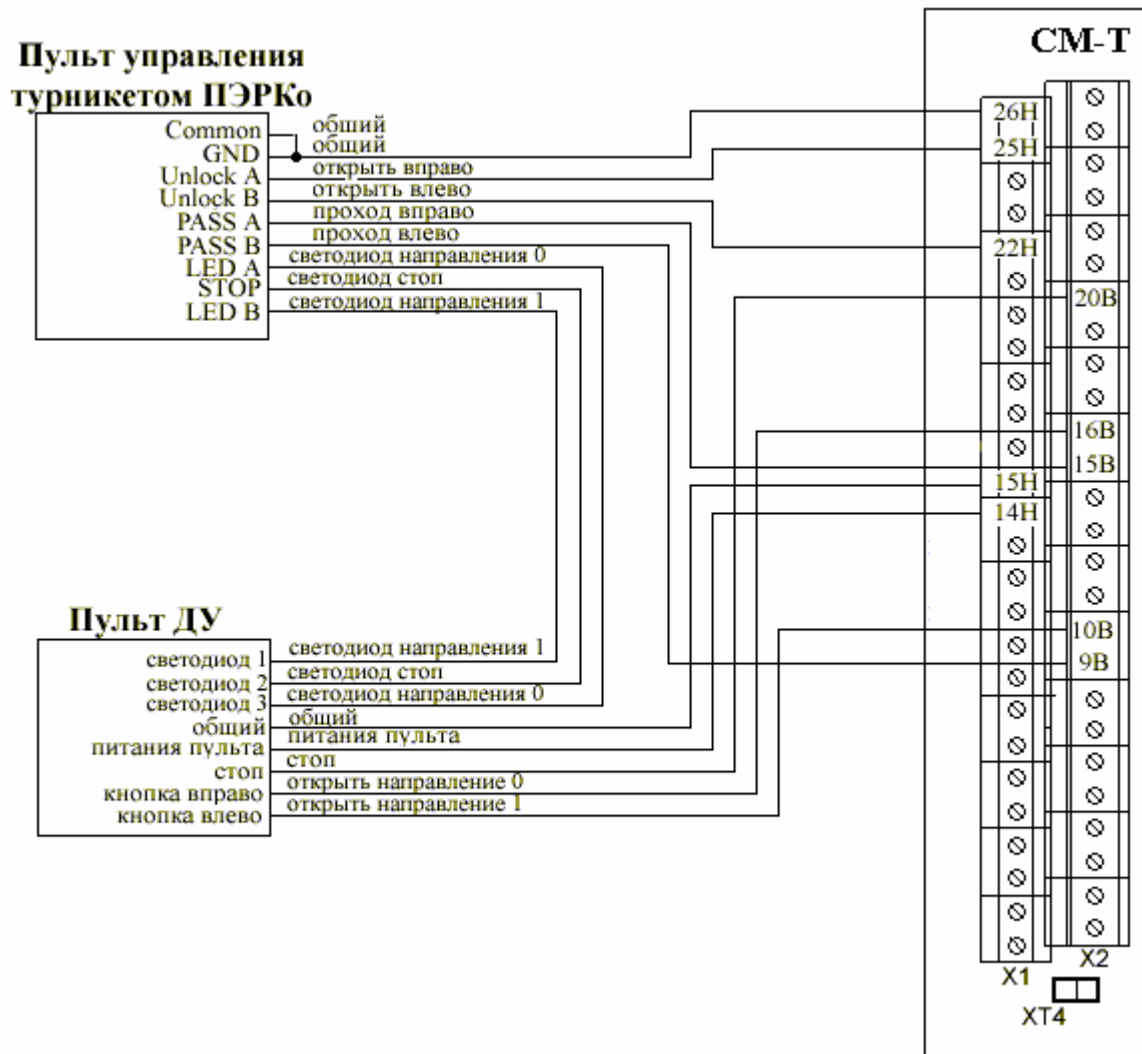 СМ-Т
Пульт управления
турникетом ПЭРКо
Common
GND
Unlock A
Unlock B
PASS A
PASS B
LED A
STOP
LED B
обший
общий
открыть вправо
открыть влево
проход вправо
проход влево
светодиод направления 0
светодиод стоп
светодиод направления 1
26Н
25Н
22Н
20В
16В
15В
15Н
14Н
10В
9В
Пульт ДУ
светодиод 1
светодиод 2
светодиод 3
общий
питания пульта
стоп
кнопка вправо
кнопка влево
светодиод направления 1
светодиод стоп
светодиод направления 0
общий
питания пульта
стоп
открыть направление 0
открыть направление 1
X1
X2
XT4